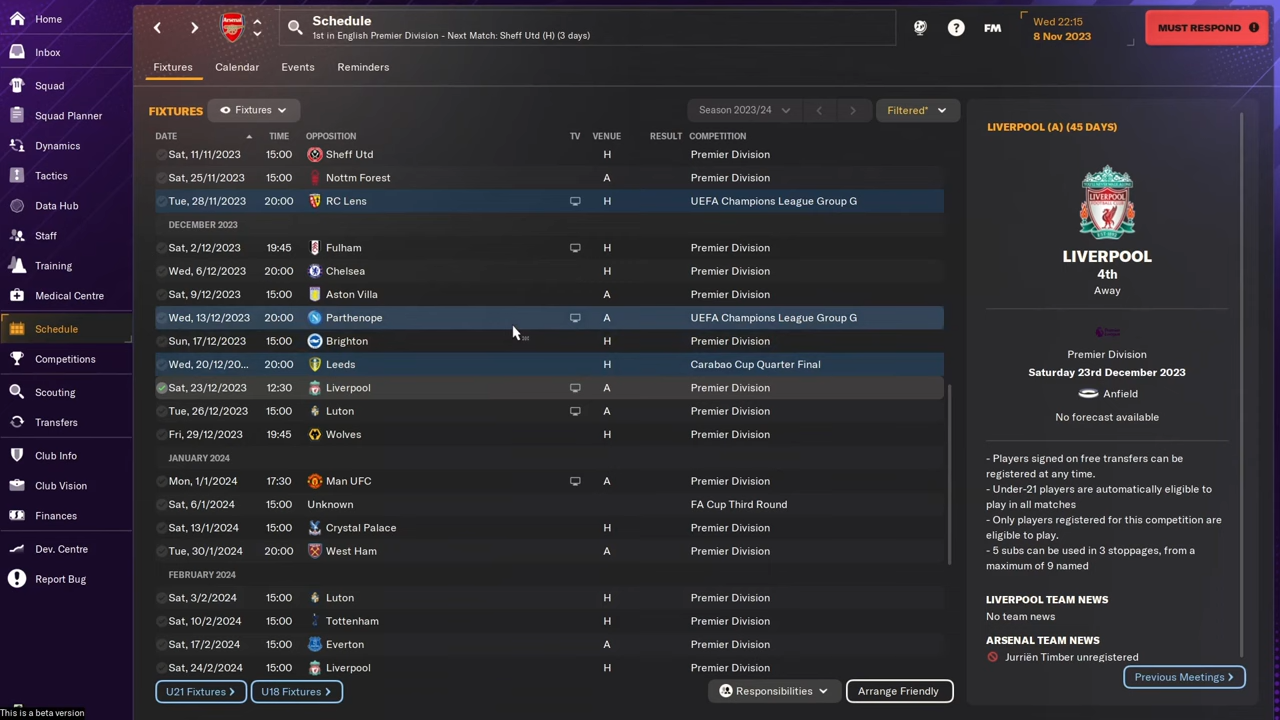 Home
Inbox
Squad
Squad Planner
Dynamics
Tactics
Data Hub
Staff
Training
Medical Centre
Schedule
Competitions
Scouting
Transfers
Club Info
Club Vision
Finances
Dev. Centre
Report Bug
This is a beta version
Arsenal
Schedule
1st in English Premier Division - Next Match: Sheff Utd (H) (3 days)
?
FM
Wed 22:15
8 Nov 2023
MUST RESPOND
Fixtures Calendar Events Reminders
FIXTURES Fixtures Season 2023/24 Filtered*
DATE TIME OPPOSITION TV VENUE RESULT COMPETITION
Sat, 11/11/2023 15:00 Sheff Utd H Premier Division
Sat, 25/11/2023 15:00 Nottm Forest A Premier Division
Tue, 28/11/2023 20:00 RC Lens H UEFA Champions League Group G
DECEMBER 2023
Sat, 2/12/2023 19:45 Fulham H Premier Division
Wed, 6/12/2023 20:00 Chelsea H Premier Division
Sat, 9/12/2023 15:00 Aston Villa A Premier Division
Wed, 13/12/2023 20:00 Parthenope A UEFA Champions League Group G
Sun, 17/12/2023 15:00 Brighton H Premier Division
Wed, 20/12/20... 20:00 Leeds H Carabao Cup Quarter Final
Sat, 23/12/2023 12:30 Liverpool A Premier Division
Tue, 26/12/2023 15:00 Luton A Premier Division
Fri, 29/12/2023 19:45 Wolves H Premier Division
JANUARY 2024
Mon, 1/1/2024 17:30 Man UFC A Premier Division
Sat, 6/1/2024 15:00 Unknown FA Cup Third Round
Sat, 13/1/2024 15:00 Crystal Palace H Premier Division
Tue, 30/1/2024 20:00 West Ham A Premier Division
FEBRUARY 2024
Sat, 3/2/2024 15:00 Luton H Premier Division
Sat, 10/2/2024 15:00 Tottenham H Premier Division
Sat, 17/2/2024 15:00 Everton A Premier Division
Sat, 24/2/2024 15:00 Liverpool H Premier Division
U21 Fixtures U18 Fixtures Responsibilities Arrange Friendly
LIVERPOOL (A) (45 DAYS)
LIVERPOOL
4th
Away
Premier Division
Saturday 23rd December 2023
Anfield
No forecast available
- Players signed on free transfers can be
registered at any time.
- Under-21 players are automatically eligible to
play in all matches
- Only players registered for this competition are
eligible to play.
- 5 subs can be used in 3 stoppages, from a
maximum of 9 named
LIVERPOOL TEAM NEWS
No team news
ARSENAL TEAM NEWS
Jurriën Timber unregistered
Previous Meetings